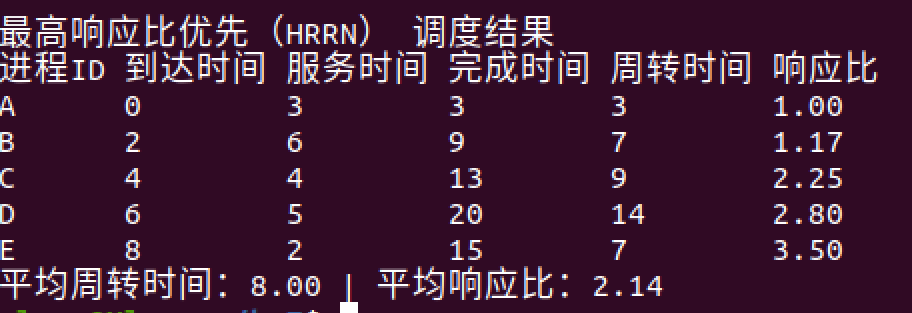 最高响应比优先（HRRN） 调度结果
进程ID 到达时间 服务时间 完成时间 周转时间 响应比
A 0 3 3 3 1.00
B 2 6 9 7 1.17
C 4 4 13 9 2.25
D 6 5 20 14 2.80
E 8 2 15 7 3.50
平均周转时间：8.00 | 平均响应比：2.14